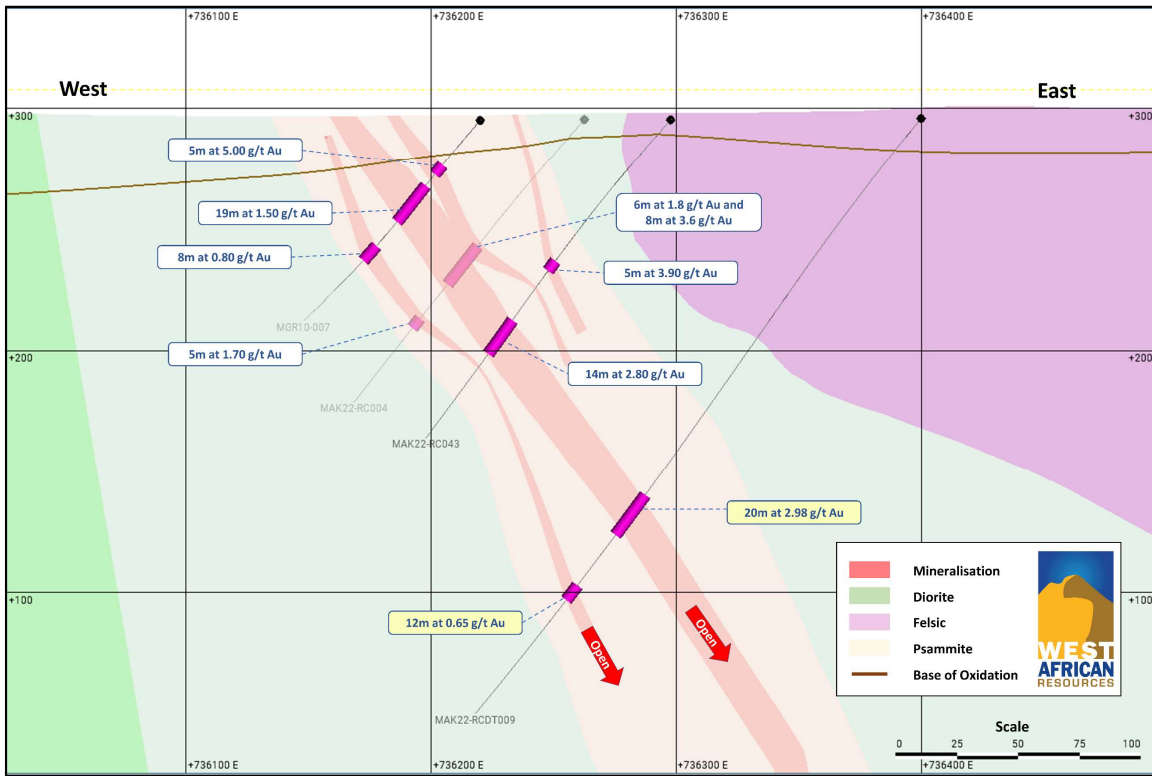 +736100 E
+736200 E
+736300 E
+736400 E
West
East
+300
+300
5m at 5.00 g/t Au
19m at 1.50 g/t Au
6m at 1.8 g/t Au and
8m at 3.6 g/t Au
8m at 0.80 g/t Au
5m at 3.90 g/t Au
MGR10-007
+200
+200
5m at 1.70 g/t Au
14m at 2.80 g/t Au
MAK22-RC004
MAK22-RC043
20m at 2.98 g/t Au
+100
+100
12m at 0.65 g/t Au
Open
Open
Mineralisation
Diorite
Felsic
Psammite
Base of Oxidation
WEST
AFRICAN
RESOURCES
MAK22-RCDT009
Scale
0 25 50 75 100
+736100 E
+736200 E
+736300 E
+736400 E